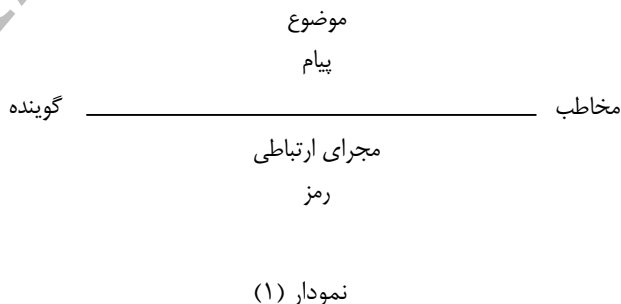 موضوع
پیام
مخاطب گوینده
مجرای ارتباطی
رمز
نمودار (۱)